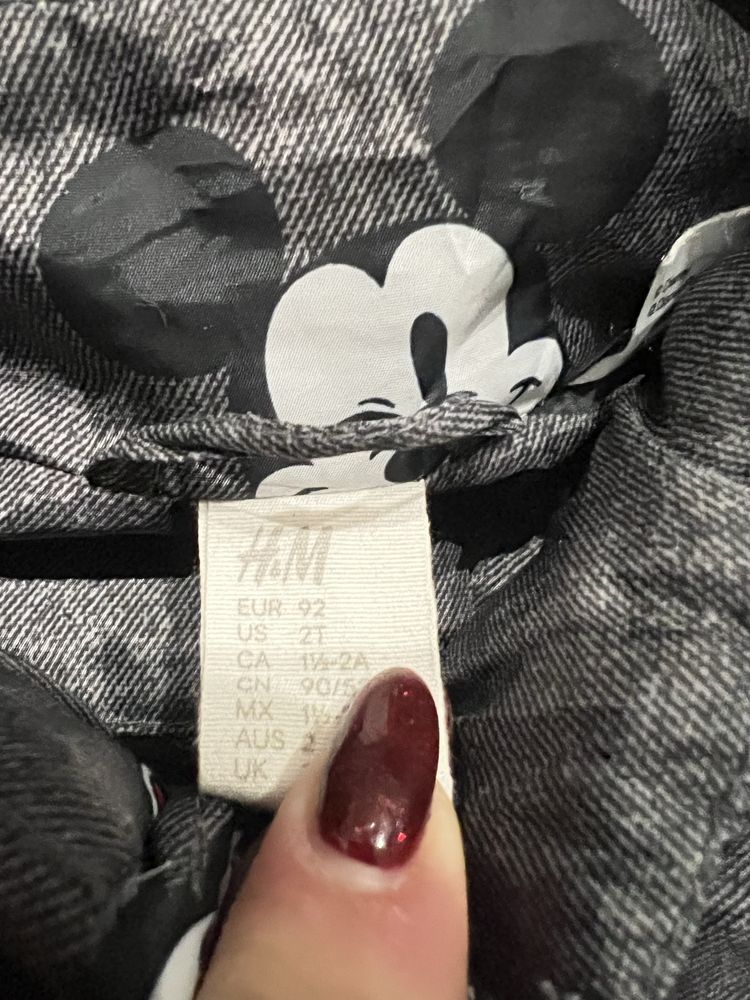 H&M
EUR 92
US 2T
CA 1½-2A
CN 90/5
MX 1½
AUS 2
UK